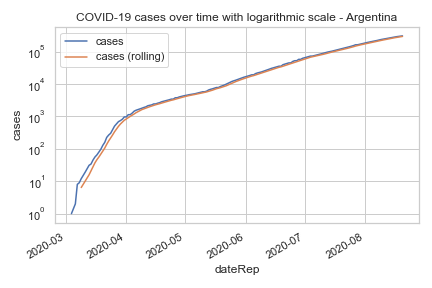 COVID-19 cases over time with logarithmic scale - Argentina
cases
cases (rolling)
10^5
10^4
10^3
10^2
10^1
10^0
cases
2020-03
2020-04
2020-05
2020-06
2020-07
2020-08
dateRep